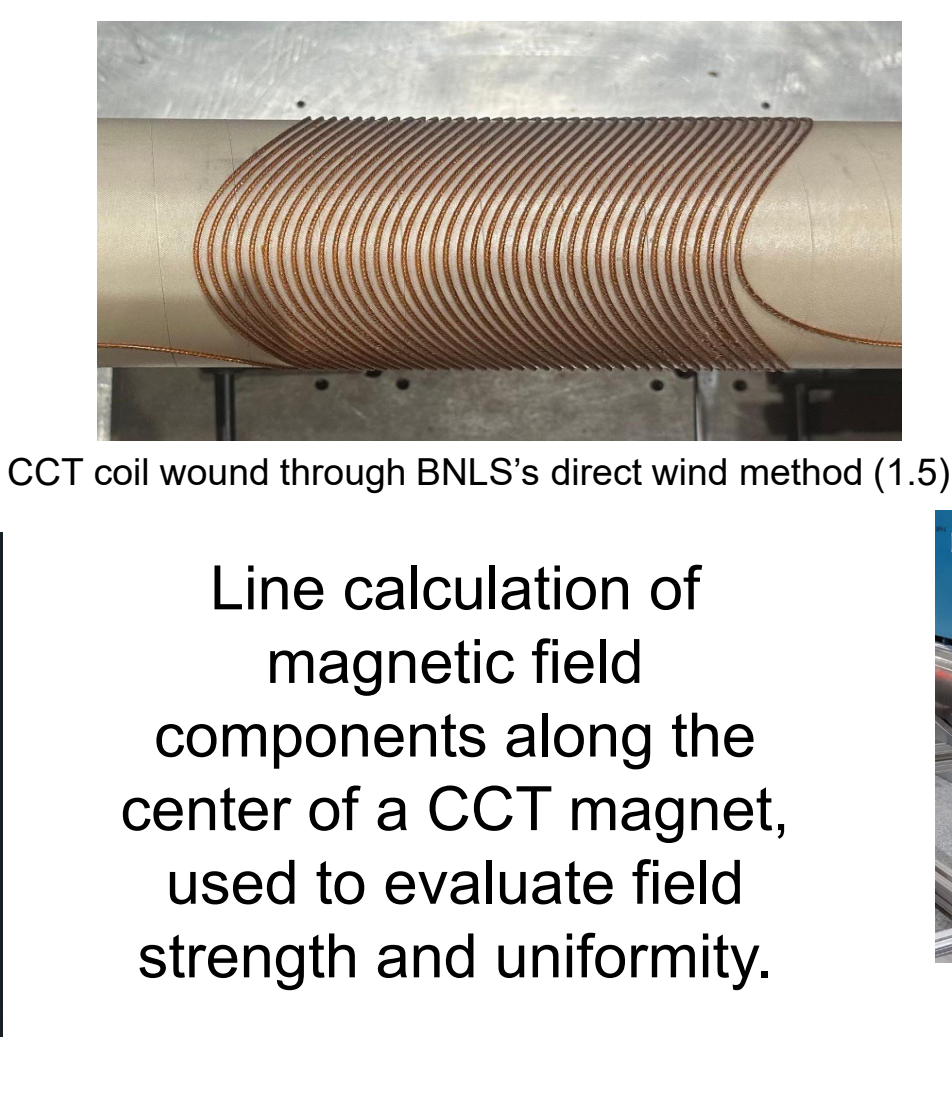 CCT coil wound through BNLS’s direct wind method (1.5)
Line calculation of
magnetic field
components along the
center of a CCT magnet,
used to evaluate field
strength and uniformity.